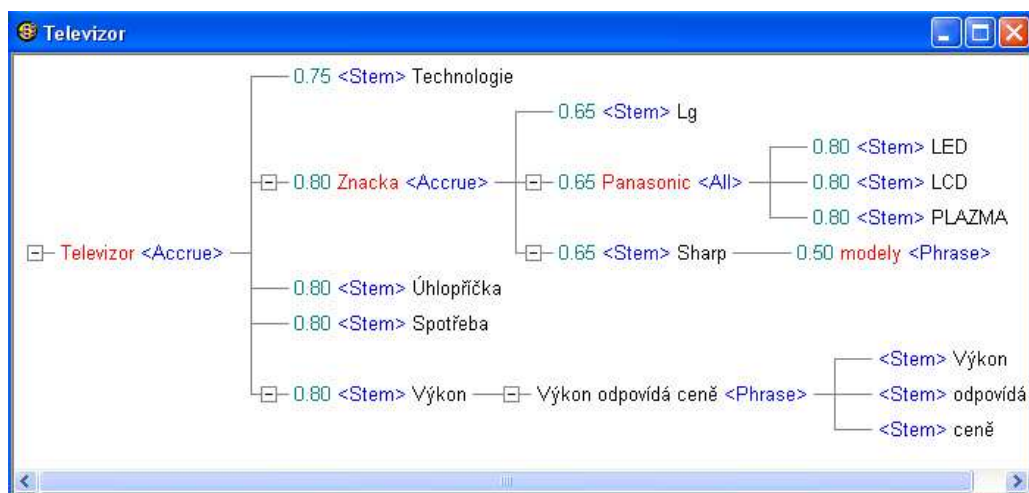 Televizor
0.75 <Stem> Technologie
0.65 <Stem> Lg
0.80 <Stem> LED
0.80 Znacka <Accrue> 0.65 Panasonic <All> 0.80 <Stem> LCD
0.80 <Stem> PLAZMA
Televizor <Accrue> 0.65 <Stem> Sharp 0.50 modely <Phrase>
0.80 <Stem> Úhlopříčka
0.80 <Stem> Spotřeba
<Stem> Výkon
0.80 <Stem> Výkon Výkon odpovídá ceně <Phrase> <Stem> odpovídá
<Stem> ceně